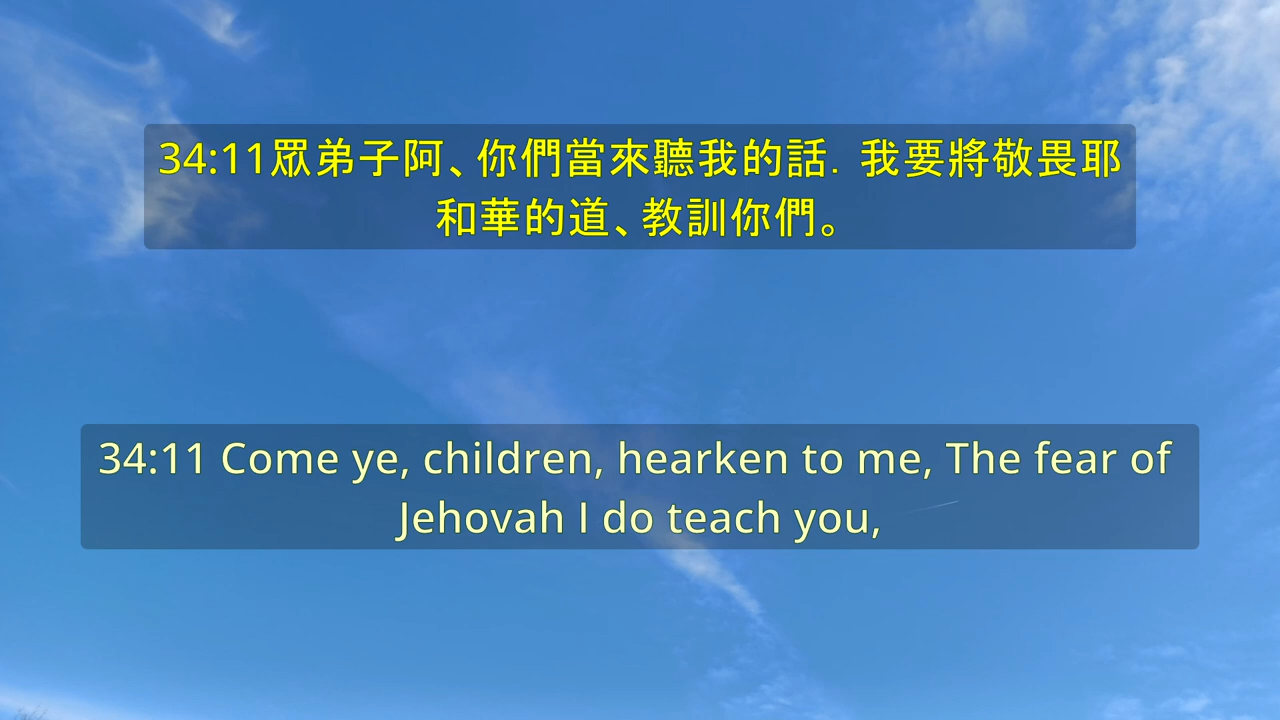 34:11眾弟子阿、你們當來聽我的話. 我要將敬畏耶
和華的道、教訓你們。
34:11 Come ye, children, hearken to me, The fear of
Jehovah I do teach you,